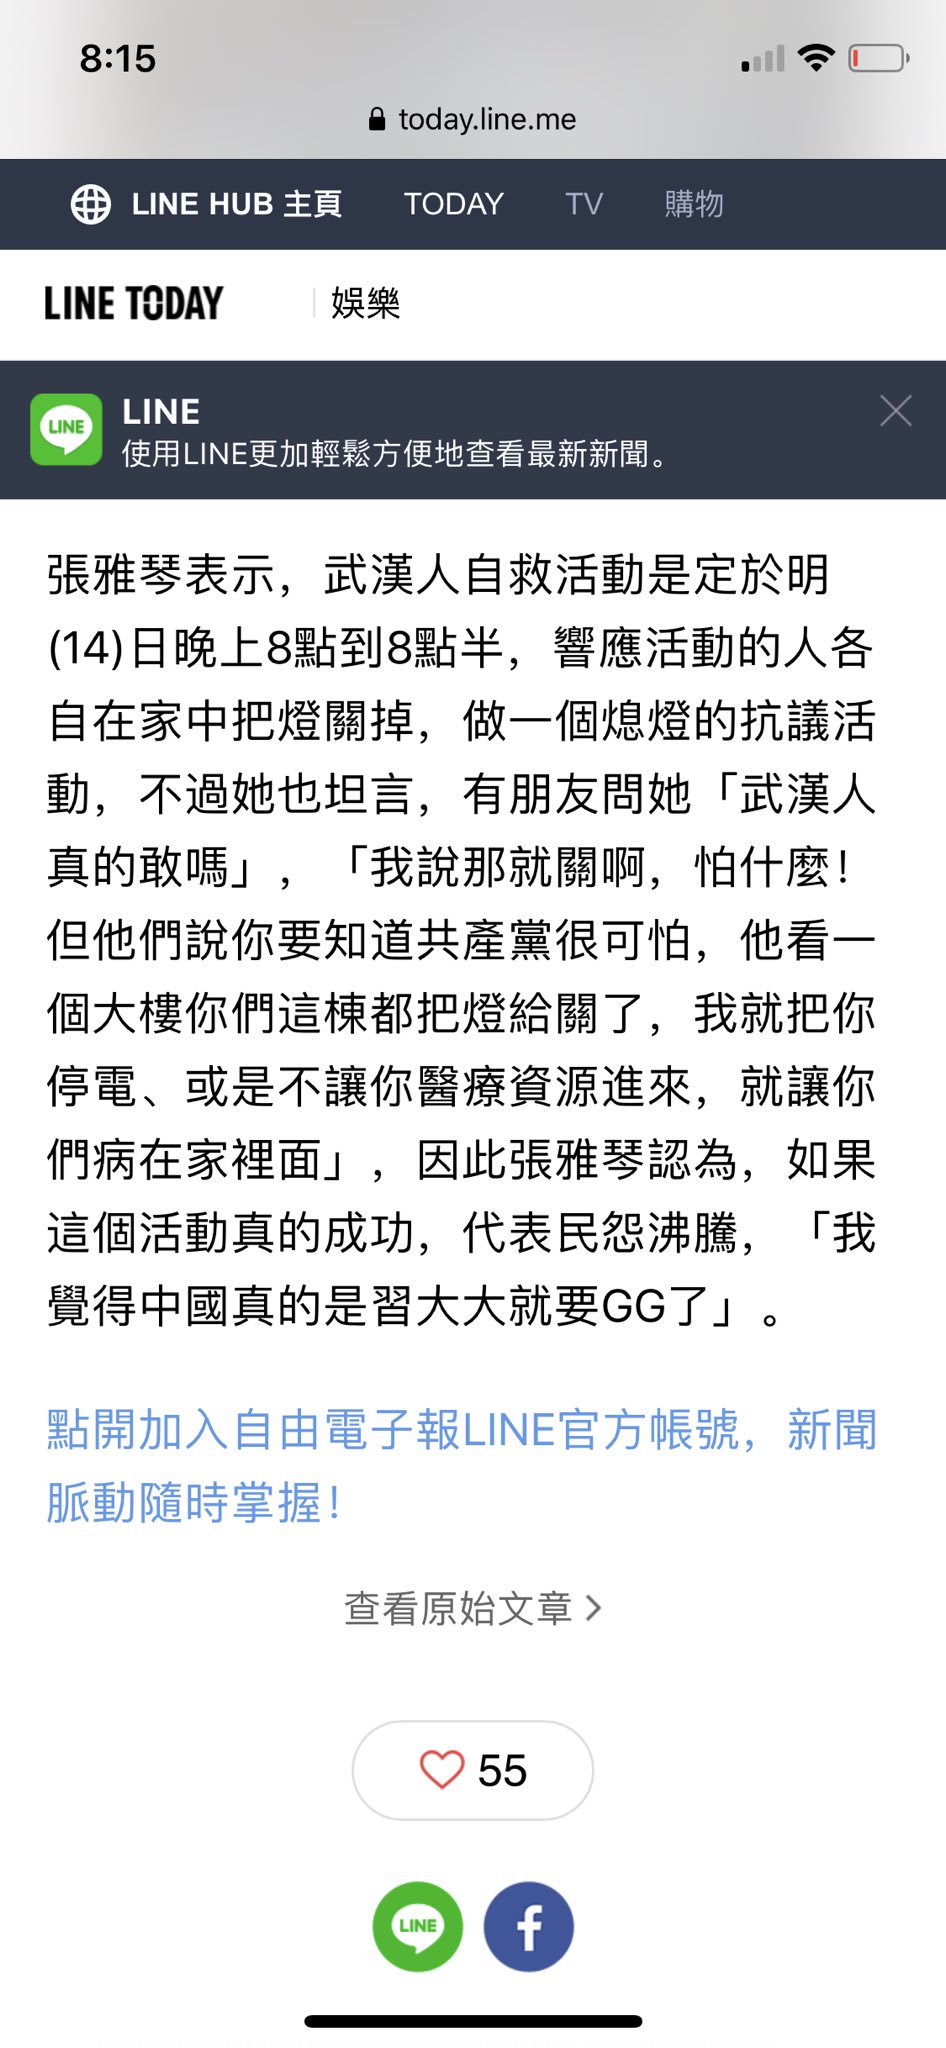 8:15
today.line.me
LINE HUB 主頁 TODAY TV 購物
LINE TODAY 娛樂
LINE
LINE
使用LINE更加輕鬆方便地查看最新新聞。
張雅琴表示，武漢人自救活動是定於明
(14)日晚上8點到8點半，響應活動的人各
自在家中把燈關掉，做一個熄燈的抗議活
動，不過她也坦言，有朋友問她「武漢人
真的敢嗎」，「我說那就關啊，怕什麼！
但他們說你要知道共產黨很可怕，他看一
個大樓你們這棟都把燈給關了，我就把你
停電、或是不讓你醫療資源進來，就讓你
們病在家裡面」，因此張雅琴認為，如果
這個活動真的成功，代表民怨沸騰，「我
覺得中國真的是習大大就要GG了」。
點開加入自由電子報LINE官方帳號，新聞
脈動隨時掌握！
查看原始文章
55
LINE f